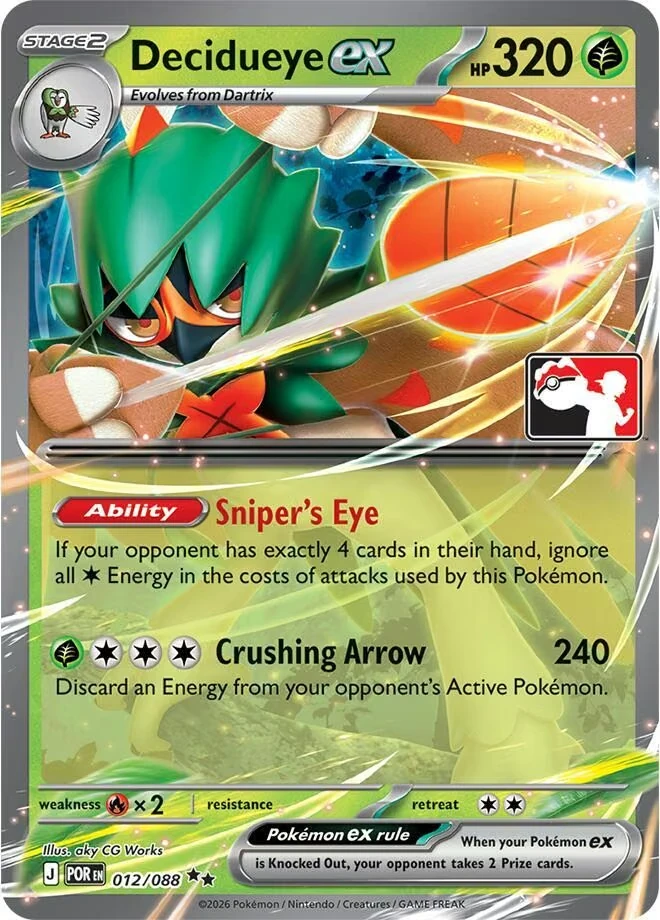 STAGE2
Decidueye ex
HP 320
Evolves from Dartrix
Ability Sniper's Eye
If your opponent has exactly 4 cards in their hand, ignore
all Energy in the costs of attacks used by this Pokémon.
Crushing Arrow 240
Discard an Energy from your opponent's Active Pokémon.
weakness ×2 resistance retreat
Illus. aky CG Works
Pokémon ex rule
When your Pokémon ex
is Knocked Out, your opponent takes 2 Prize cards.
J POR EN 012/088 ★★
©2026 Pokémon / Nintendo / Creatures / GAME FREAK